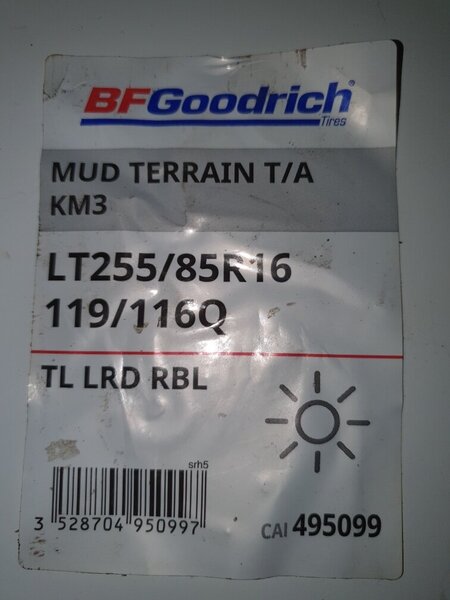 BFGoodrich®
Tires
MUD TERRAIN T/A
KM3
LT255/85R16
119/116Q
TL LRD RBL
srh5
3 528704 950997
CAI 495099